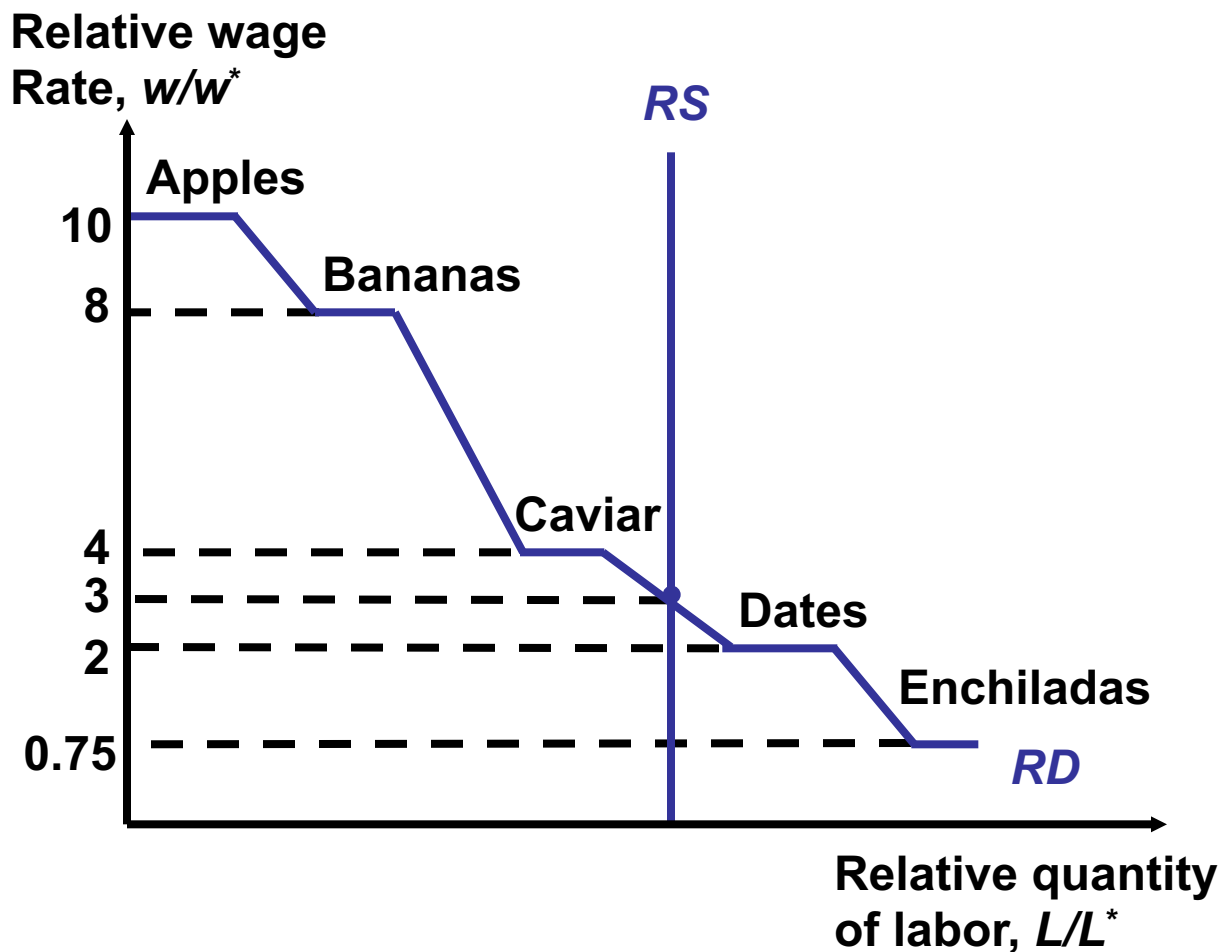 Relative wage
Rate, w/w*
RS
Apples
10
Bananas
8
Caviar
4
3
Dates
2
Enchiladas
0.75
RD
Relative quantity
of labor, L/L*